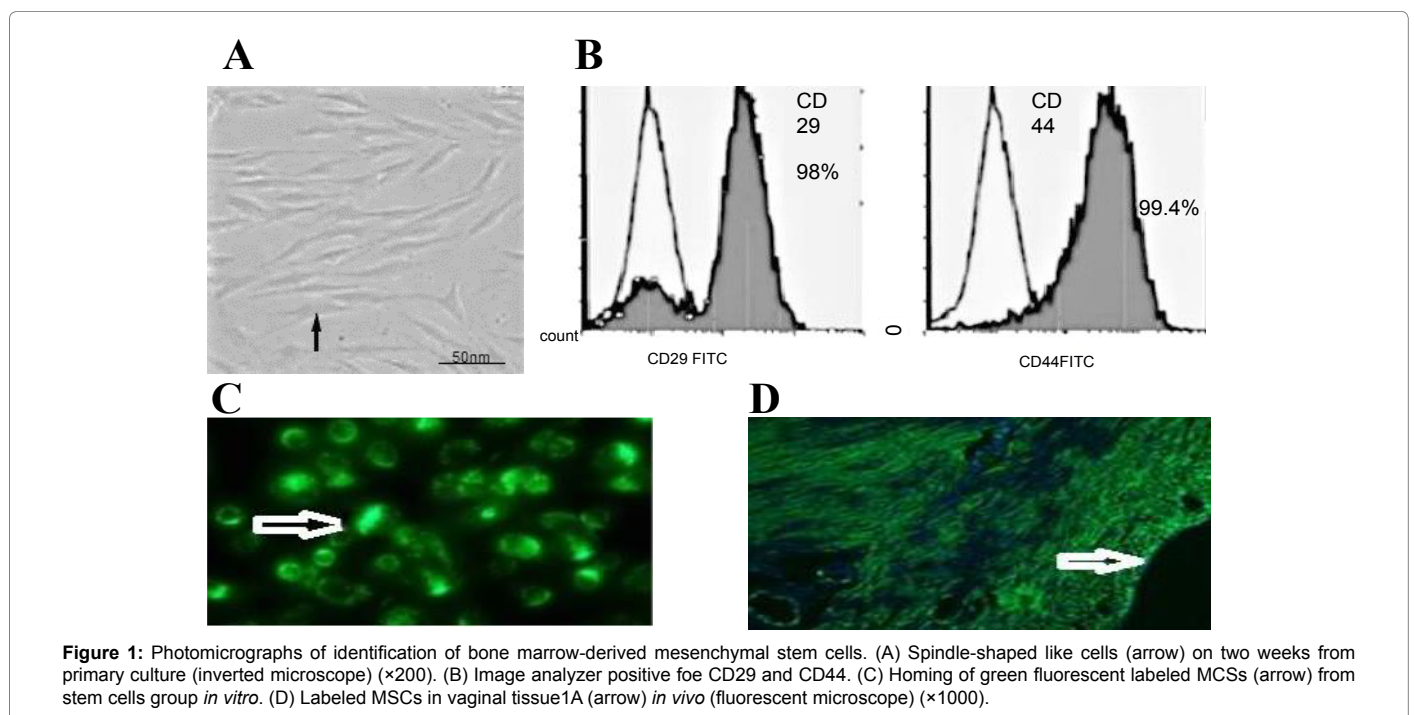 A
B
50nm
CD
29
98%
count
CD29 FITC
CD
44
99.4%
0
CD44FITC
C
D
Figure 1: Photomicrographs of identification of bone marrow-derived mesenchymal stem cells. (A) Spindle-shaped like cells (arrow) on two weeks from
primary culture (inverted microscope) (×200). (B) Image analyzer positive foe CD29 and CD44. (C) Homing of green fluorescent labeled MCSs (arrow) from
stem cells group in vitro. (D) Labeled MSCs in vaginal tissue1A (arrow) in vivo (fluorescent microscope) (×1000).